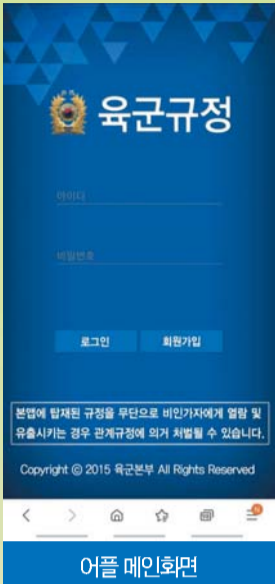 육군규정
아이디
비밀번호
로그인 회원가입
본앱에 탑재된 규정을 무단으로 비인가자에게 열람 및
유출시키는 경우 관계규정에 의거 처벌될 수 있습니다.
Copyright © 2015 육군본부 All Rights Reserved
어플 메인화면